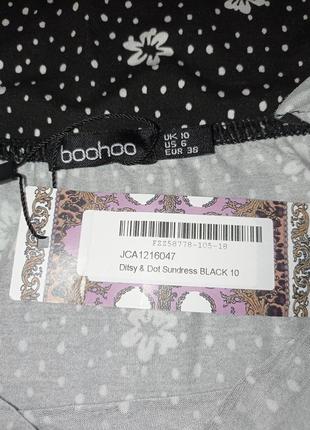 boohoo
UK 10
US 6
EUR 38
FZZ58778-105-18
JCA1216047
Ditsy & Dot Sundress BLACK 10